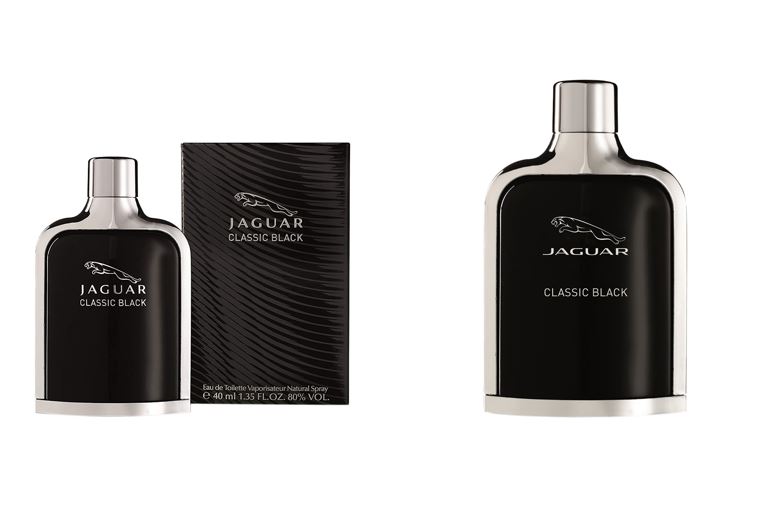 JAGUAR
CLASSIC BLACK
JAGUAR
CLASSIC BLACK
Eau de Toilette Vaporisateur Natural Spray
℮ 40 ml 1.35 FL.OZ. 80% VOL.
JAGUAR
CLASSIC BLACK